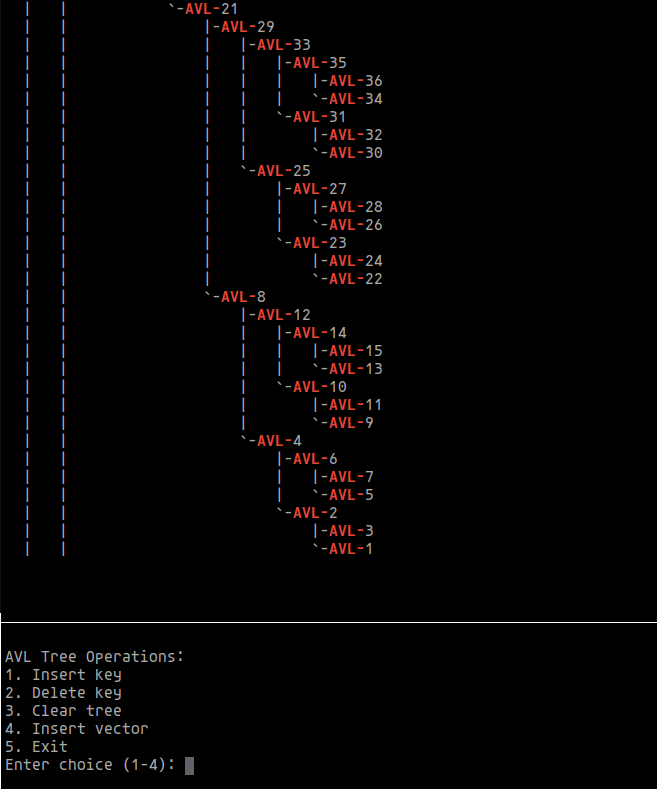 |   |           `-AVL-21
|   |               |-AVL-29
|   |               |   |-AVL-33
|   |               |   |   |-AVL-35
|   |               |   |   |   |-AVL-36
|   |               |   |   |   `-AVL-34
|   |               |   |   `-AVL-31
|   |               |   |       |-AVL-32
|   |               |   |       `-AVL-30
|   |               |   `-AVL-25
|   |               |       |-AVL-27
|   |               |       |   |-AVL-28
|   |               |       |   `-AVL-26
|   |               |       `-AVL-23
|   |               |           |-AVL-24
|   |               |           `-AVL-22
|   |               `-AVL-8
|   |                   |-AVL-12
|   |                   |   |-AVL-14
|   |                   |   |   |-AVL-15
|   |                   |   |   `-AVL-13
|   |                   |   `-AVL-10
|   |                   |       |-AVL-11
|   |                   |       `-AVL-9
|   |                   `-AVL-4
|   |                       |-AVL-6
|   |                       |   |-AVL-7
|   |                       |   `-AVL-5
|   |                       `-AVL-2
|   |                           |-AVL-3
|   |                           `-AVL-1
AVL Tree Operations:
1. Insert key
2. Delete key
3. Clear tree
4. Insert vector
5. Exit
Enter choice (1-4):